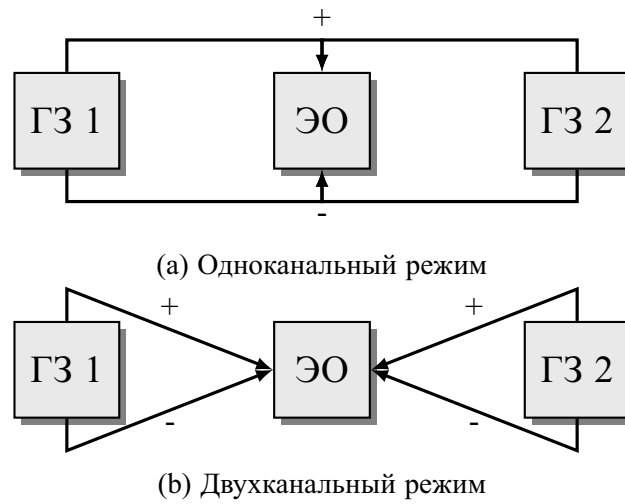 +
ГЗ 1 ЭО ГЗ 2
-
(a) Одноканальный режим
+ +
ГЗ 1 ЭО ГЗ 2
- -
(b) Двухканальный режим